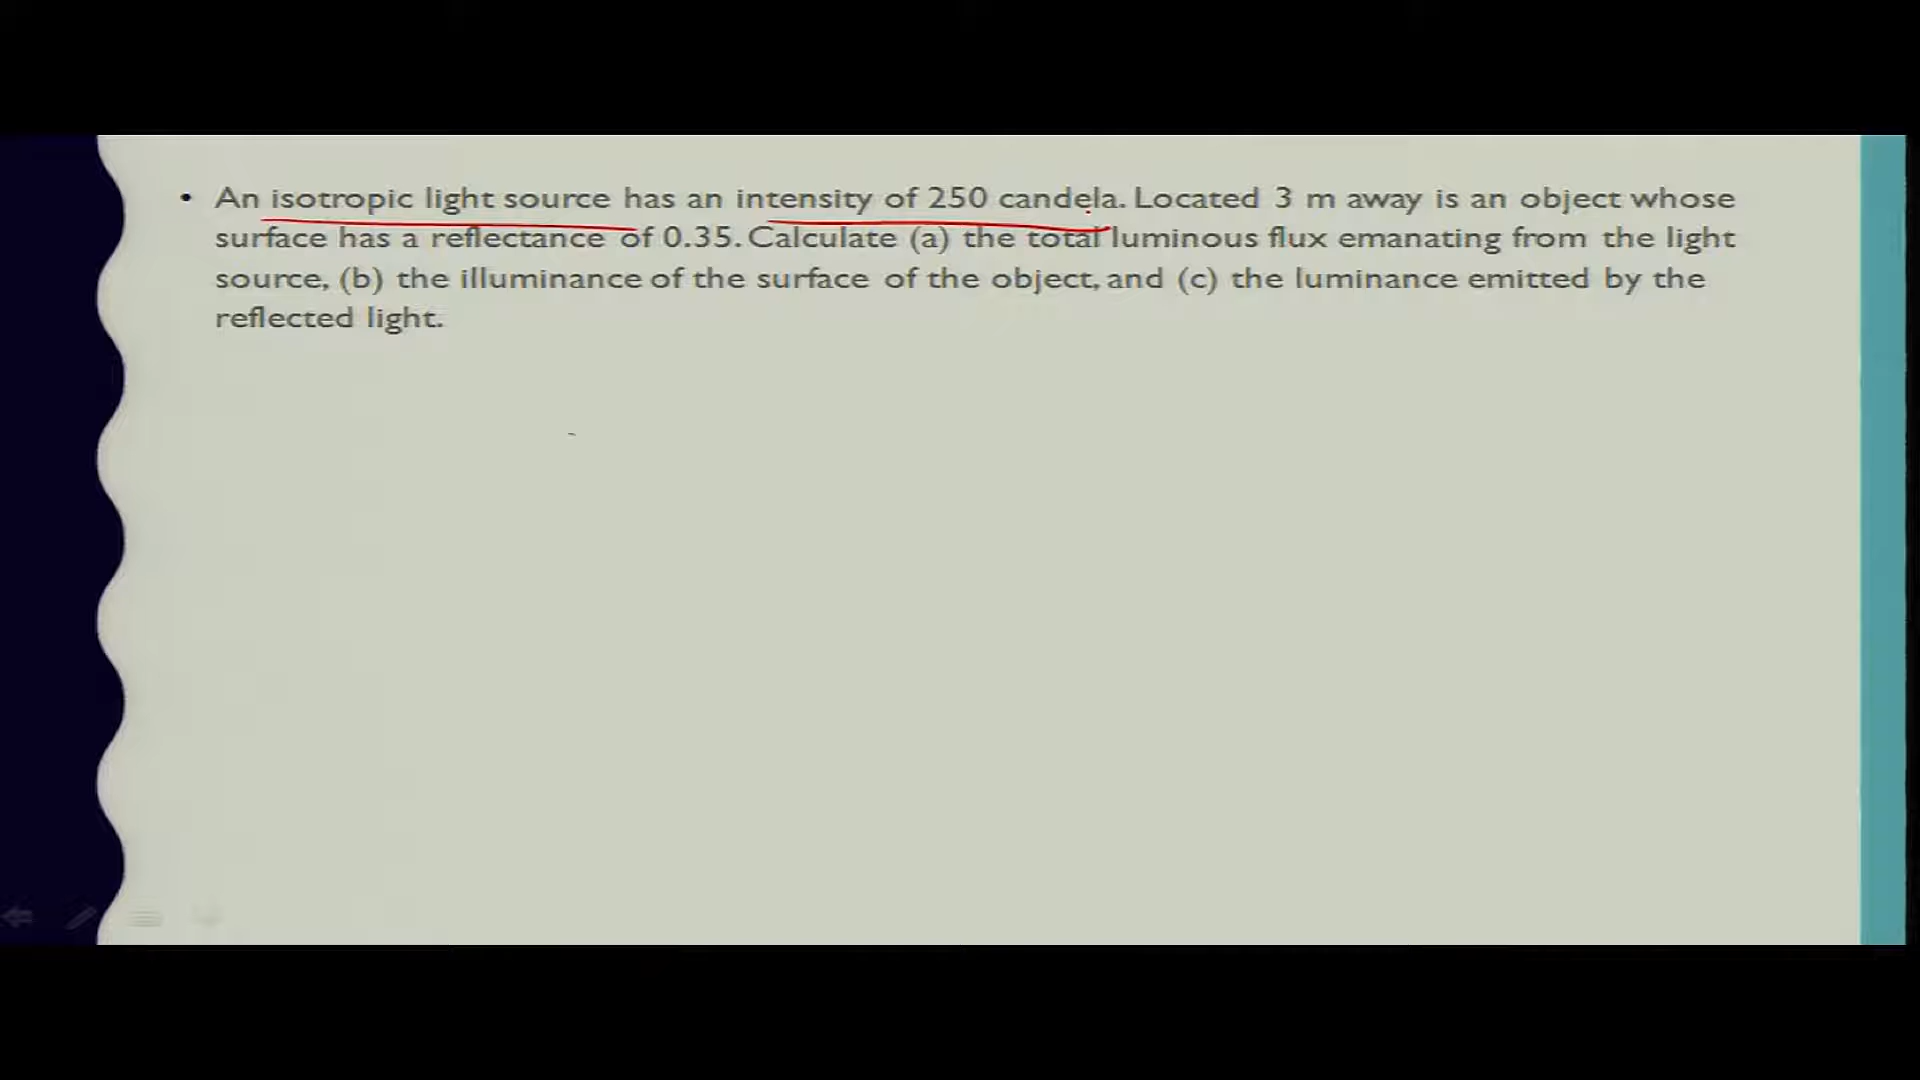 • An isotropic light source has an intensity of 250 candela. Located 3 m away is an object whose
surface has a reflectance of 0.35. Calculate (a) the total luminous flux emanating from the light
source, (b) the illuminance of the surface of the object, and (c) the luminance emitted by the
reflected light.